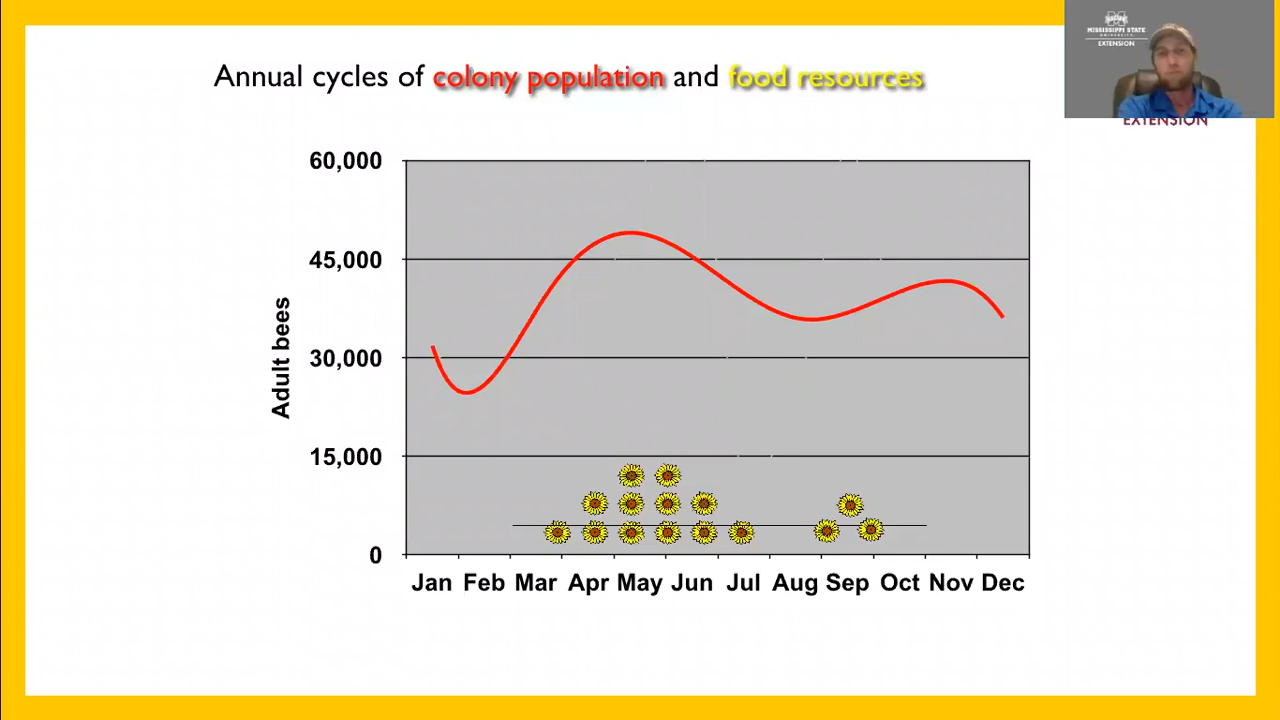 MISSISSIPPI STATE
UNIVERSITY
EXTENSION
EXTENSION
Annual cycles of colony population and food resources
60,000
45,000
30,000
15,000
0
Adult bees
Jan Feb Mar Apr May Jun Jul Aug Sep Oct Nov Dec